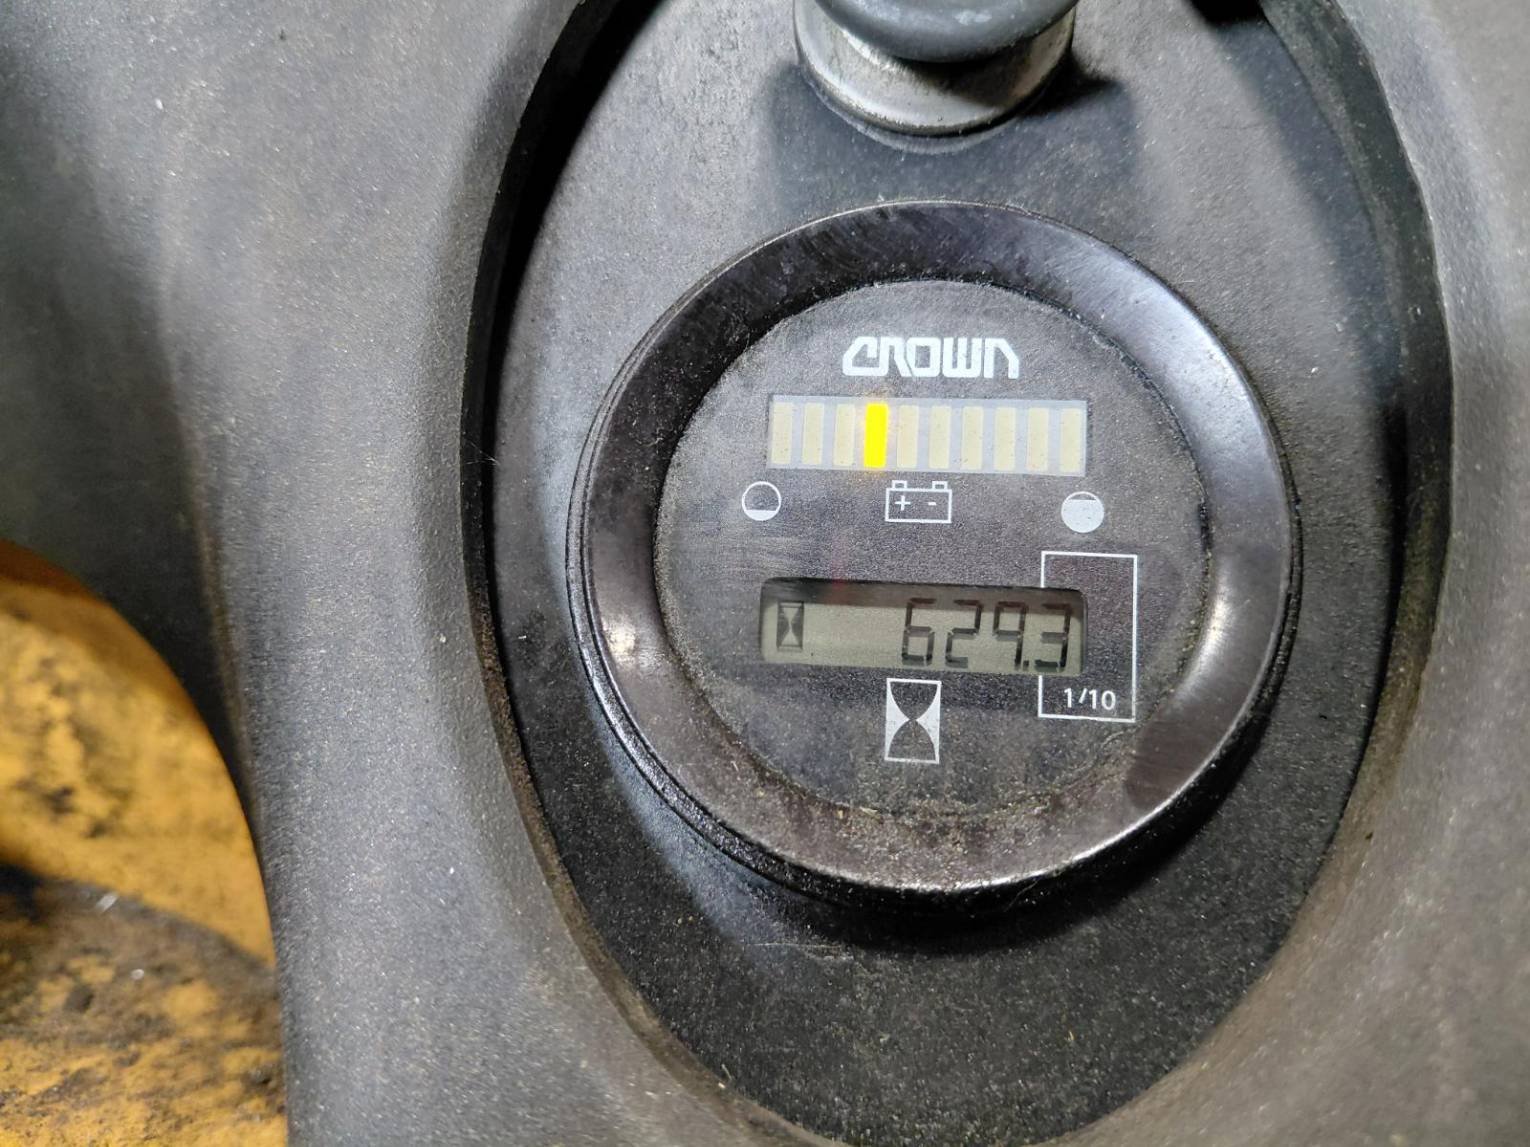 CROWN
+ -
629.3
1/10